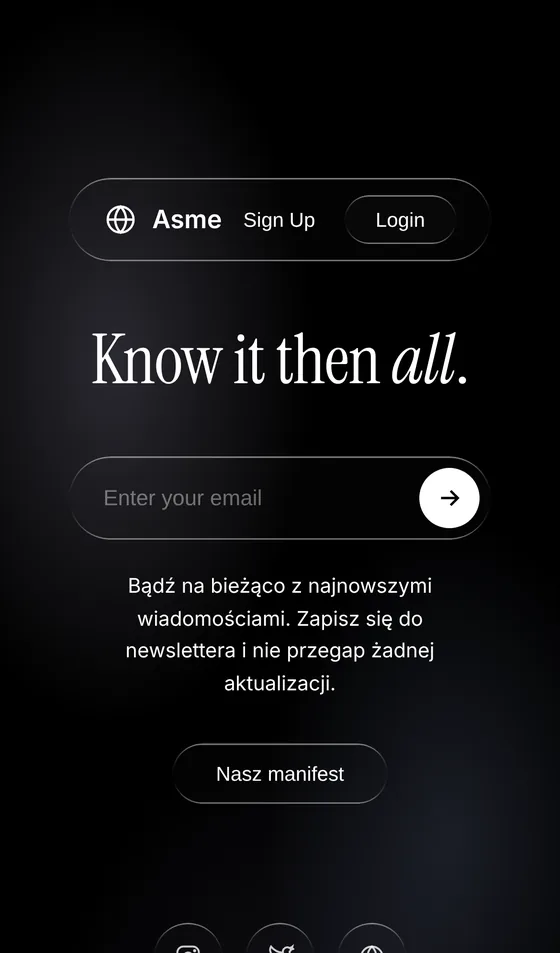 Asme Sign Up Login
Know it then all.
Enter your email
Bądź na bieżąco z najnowszymi
wiadomościami. Zapisz się do
newslettera i nie przegap żadnej
aktualizacji.
Nasz manifest